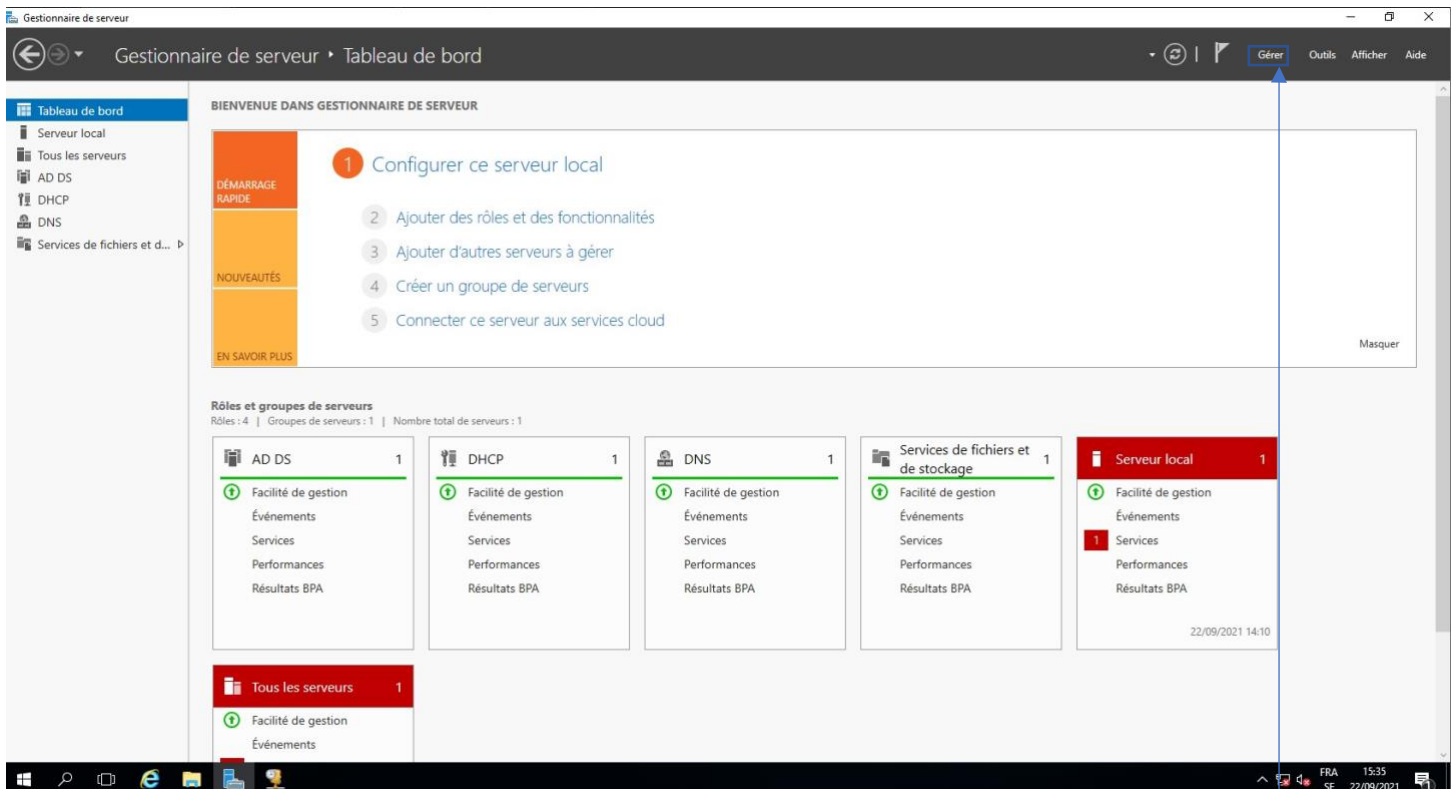 Gestionnaire de serveur
Gestionnaire de serveur ‣ Tableau de bord
Gérer Outils Afficher Aide
Tableau de bord
Serveur local
Tous les serveurs
AD DS
DHCP
DNS
Services de fichiers et d...
BIENVENUE DANS GESTIONNAIRE DE SERVEUR
DÉMARRAGE
RAPIDE
NOUVEAUTÉS
EN SAVOIR PLUS
1 Configurer ce serveur local
2 Ajouter des rôles et des fonctionnalités
3 Ajouter d'autres serveurs à gérer
4 Créer un groupe de serveurs
5 Connecter ce serveur aux services cloud
Masquer
Rôles et groupes de serveurs
Rôles : 4 | Groupes de serveurs : 1 | Nombre total de serveurs : 1
AD DS 1
Facilité de gestion
Événements
Services
Performances
Résultats BPA
DHCP 1
Facilité de gestion
Événements
Services
Performances
Résultats BPA
DNS 1
Facilité de gestion
Événements
Services
Performances
Résultats BPA
Services de fichiers et
de stockage 1
Facilité de gestion
Événements
Services
Performances
Résultats BPA
Serveur local 1
Facilité de gestion
Événements
1 Services
Performances
Résultats BPA
22/09/2021 14:10
Tous les serveurs 1
Facilité de gestion
Événements
FRA 15:35
SF 22/09/2021
1